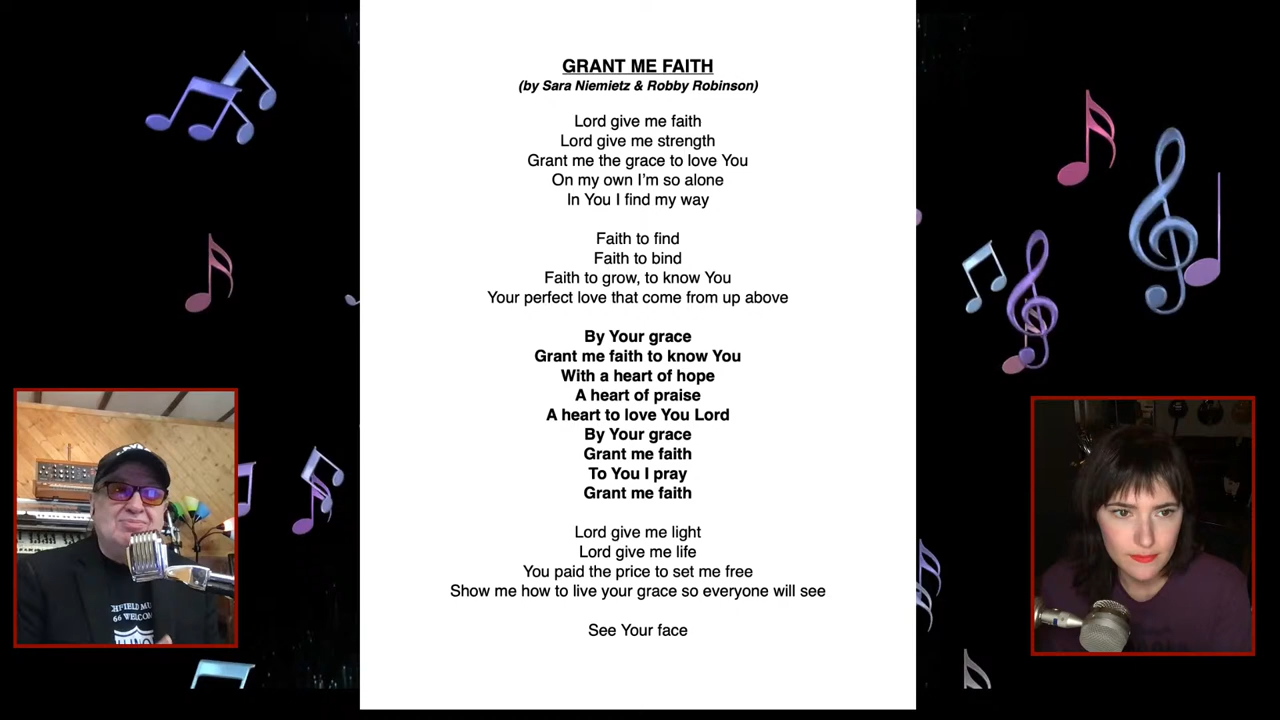 GRANT ME FAITH
(by Sara Niemietz & Robby Robinson)
Lord give me faith
Lord give me strength
Grant me the grace to love You
On my own I'm so alone
In You I find my way
Faith to find
Faith to bind
Faith to grow, to know You
Your perfect love that come from up above
By Your grace
Grant me faith to know You
With a heart of hope
A heart of praise
A heart to love You Lord
By Your grace
Grant me faith
To You I pray
Grant me faith
Lord give me light
Lord give me life
You paid the price to set me free
Show me how to live your grace so everyone will see
See Your face
66 WELCOM